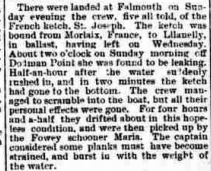 There were landed at Falmouth on Sun-
day evening the crew, five all told, of the
French ketch, St. Joseph. The ketch was
bound from Morlaix, France, to Llanelly,
in ballast, having left on Wednesday.
About two o'clock on Sunday morning off
Dodman Point she was found to be leaking.
Half-an-hour after the water suddenly
rushed in, and in two minutes the ketch
had gone to the bottom. The crew man-
aged to scramble into the boat, but all their
personal effects were gone. For four hours
and a-half they drifted about in this hope-
less condition, and were then picked up by
the Fowey schooner Maria. The captain
considered some planks must have become
strained, and burst in with the weight of
the water.